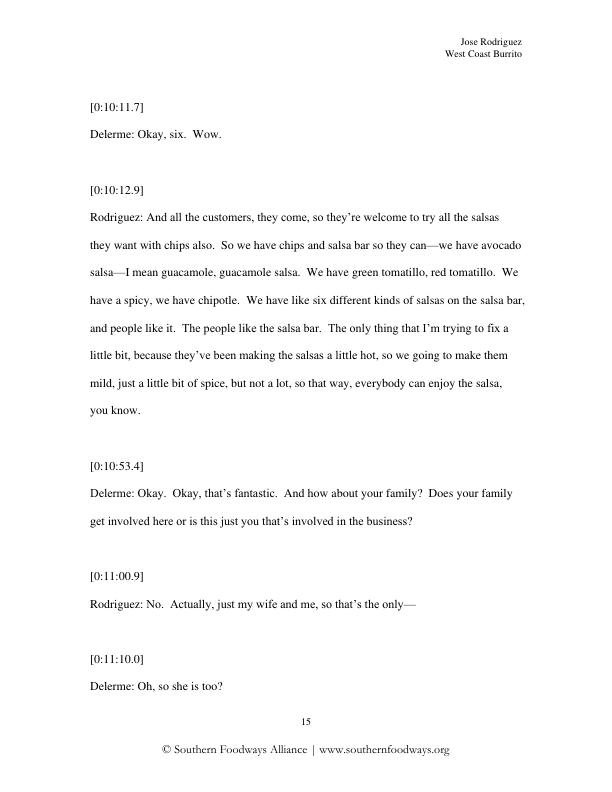 Jose Rodriguez
West Coast Burrito
[0:10:11.7]
Delerme: Okay, six.  Wow.
[0:10:12.9]
Rodriguez: And all the customers, they come, so they’re welcome to try all the salsas
they want with chips also.  So we have chips and salsa bar so they can—we have avocado
salsa—I mean guacamole, guacamole salsa.  We have green tomatillo, red tomatillo.  We
have a spicy, we have chipotle.  We have like six different kinds of salsas on the salsa bar,
and people like it.  The people like the salsa bar.  The only thing that I’m trying to fix a
little bit, because they’ve been making the salsas a little hot, so we going to make them
mild, just a little bit of spice, but not a lot, so that way, everybody can enjoy the salsa,
you know.
[0:10:53.4]
Delerme: Okay.  Okay, that’s fantastic.  And how about your family?  Does your family
get involved here or is this just you that’s involved in the business?
[0:11:00.9]
Rodriguez: No.  Actually, just my wife and me, so that’s the only—
[0:11:10.0]
Delerme: Oh, so she is too?
15
© Southern Foodways Alliance | www.southernfoodways.org